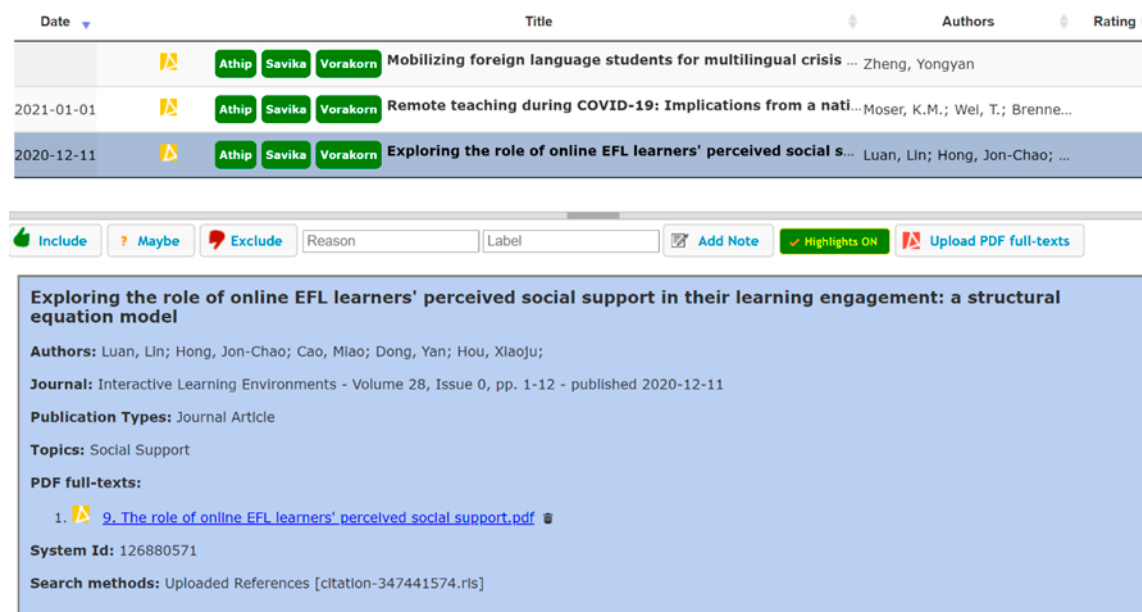 Date Title Authors Rating
Athip Savika Vorakorn Mobilizing foreign language students for multilingual crisis ... Zheng, Yongyan
2021-01-01 Athip Savika Vorakorn Remote teaching during COVID-19: Implications from a nati... Moser, K.M.; Wei, T.; Brenne...
2020-12-11 Athip Savika Vorakorn Exploring the role of online EFL learners' perceived social s... Luan, Lin; Hong, Jon-Chao; ...
Include ? Maybe Exclude Reason Label Add Note Highlights ON Upload PDF full-texts
Exploring the role of online EFL learners' perceived social support in their learning engagement: a structural
equation model
Authors: Luan, Lin; Hong, Jon-Chao; Cao, Miao; Dong, Yan; Hou, Xiaoju;
Journal: Interactive Learning Environments - Volume 28, Issue 0, pp. 1-12 - published 2020-12-11
Publication Types: Journal Article
Topics: Social Support
PDF full-texts:
1. 9. The role of online EFL learners' perceived social support.pdf
System Id: 126880571
Search methods: Uploaded References [citation-347441574.ris]